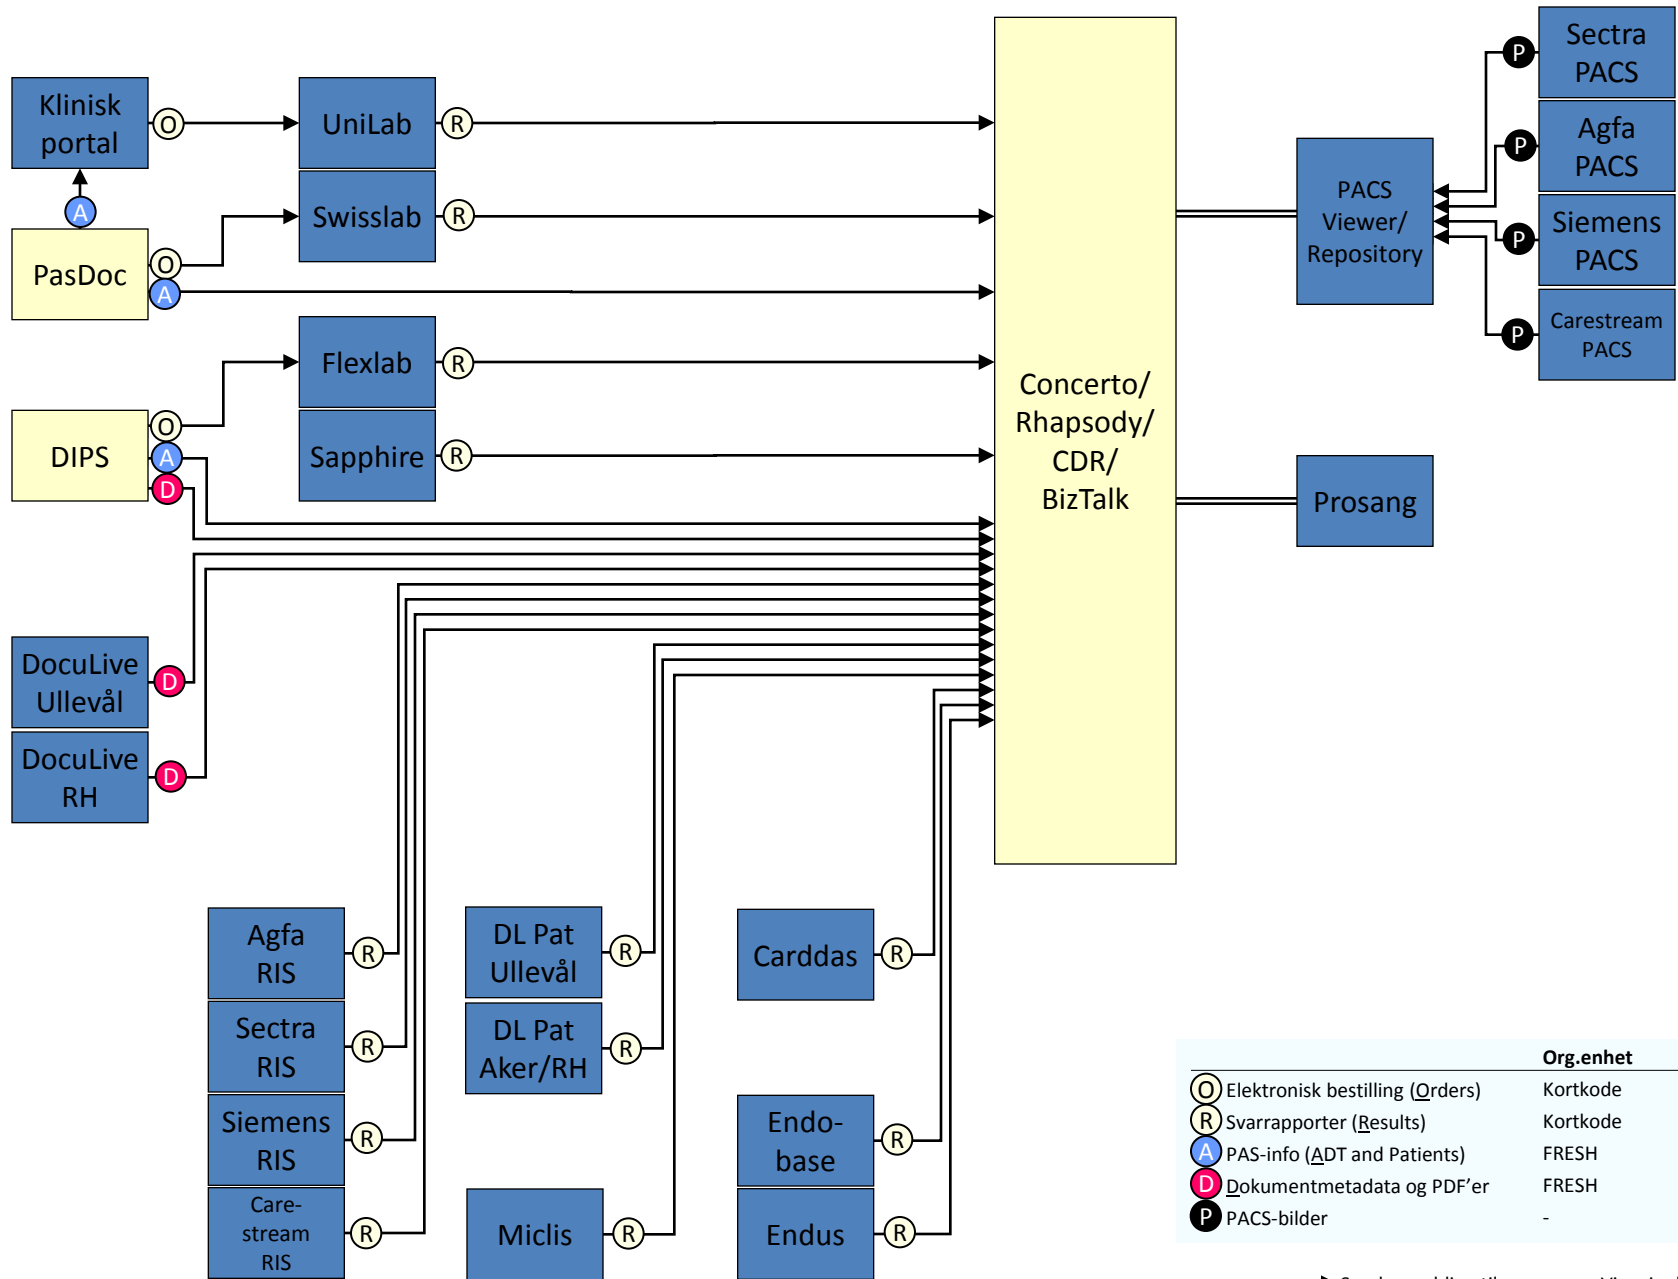 Klinisk
portal
O
UniLab
R
A
Swisslab
R
PasDoc
O
A
Flexlab
R
DIPS
O
A
D
Sapphire
R
DocuLive
Ullevål
D
DocuLive
RH
D
Concerto/
Rhapsody/
CDR/
BizTalk
PACS
Viewer/
Repository
Prosang
P
Sectra
PACS
P
Agfa
PACS
P
Siemens
PACS
P
Carestream
PACS
Agfa
RIS
R
Sectra
RIS
R
Siemens
RIS
R
Care-
stream
RIS
R
DL Pat
Ullevål
R
DL Pat
Aker/RH
R
Miclis
R
Carddas
R
Endo-
base
R
Endus
R
Org.enhet
O Elektronisk bestilling (Orders) Kortkode
R Svarrapporter (Results) Kortkode
A PAS-info (ADT and Patients) FRESH
D Dokumentmetadata og PDF'er FRESH
P PACS-bilder -